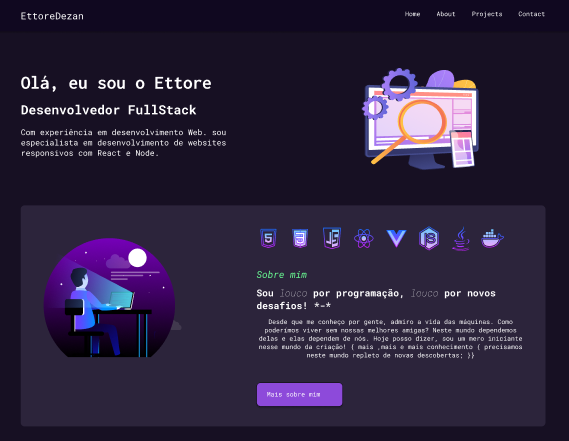 EttoreDezan
Home About Projects Contact
Olá, eu sou o Ettore
Desenvolvedor FullStack
Com experiência em desenvolvimento Web. sou
especialista em desenvolvimento de websites
responsivos com React e Node.
Sobre mim
Sou louco por programação, louco por novos
desafios! *-*
Desde que me conheço por gente, admiro a vida das máquinas. Como
poderimos viver sem nossas melhores amigas? Neste mundo dependemos
delas e elas dependem de nós. Hoje posso dizer, sou um mero iniciante
nesse mundo da criação! { mais ,mais e mais conhecimento { precisamos
neste mundo repleto de novas descobertas; }}
Mais sobre mim